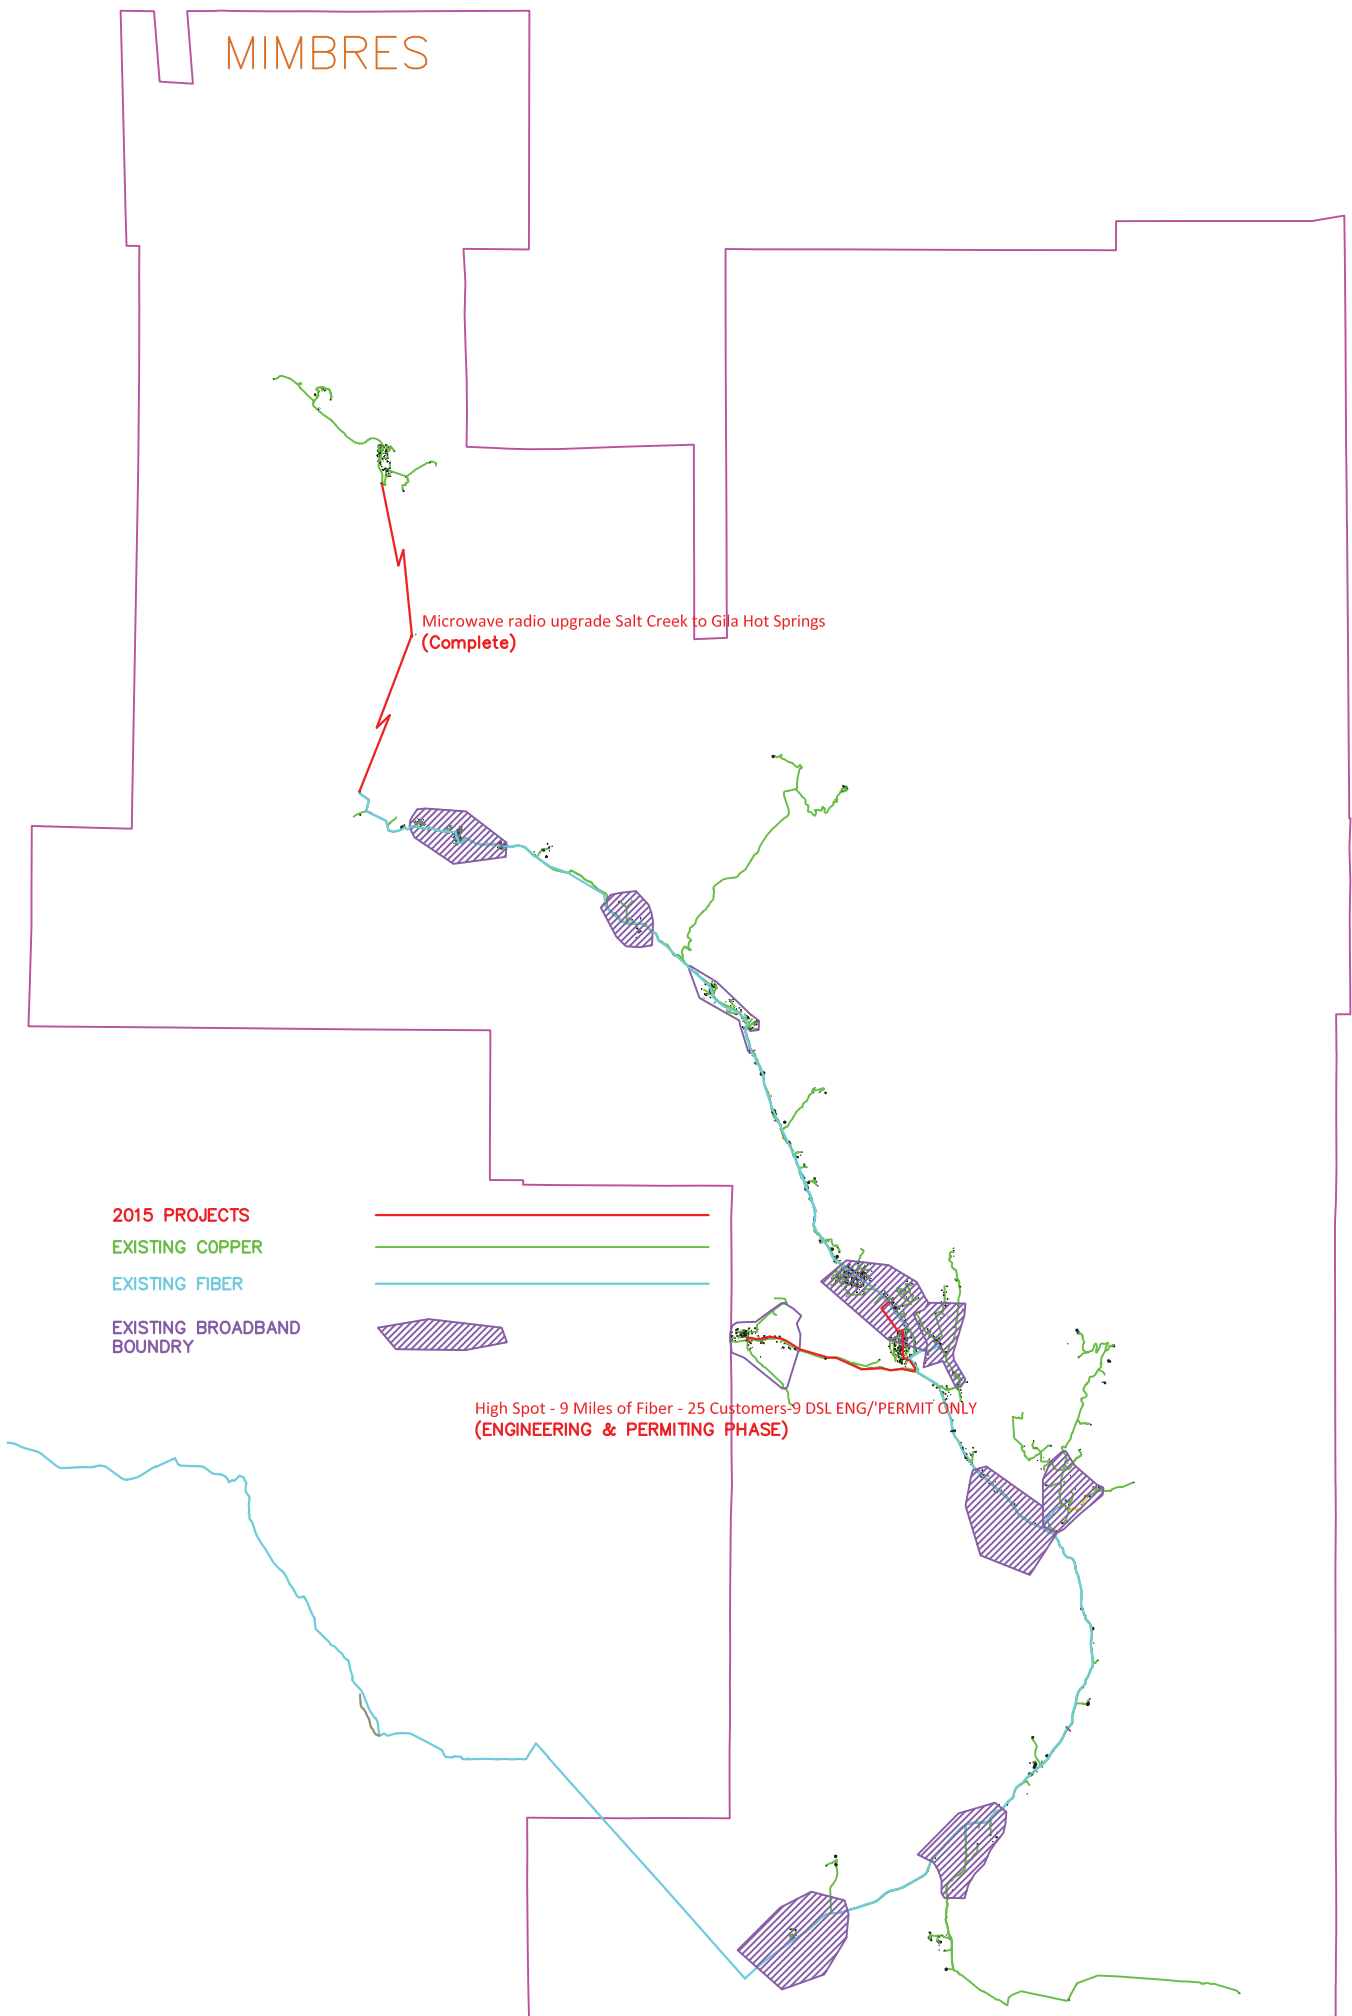 MIMBRES
Microwave radio upgrade Salt Creek to Gila Hot Springs
(Complete)
2015 PROJECTS
EXISTING COPPER
EXISTING FIBER
EXISTING BROADBAND
BOUNDRY
High Spot - 9 Miles of Fiber - 25 Customers-9 DSL ENG/'PERMIT ONLY
(ENGINEERING & PERMITING PHASE)